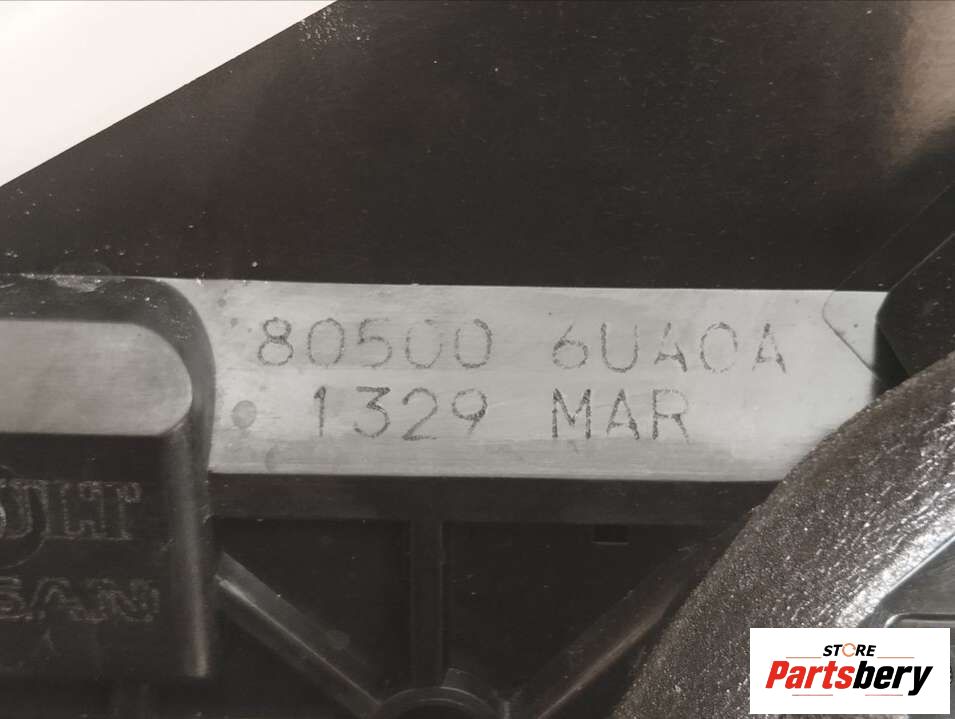 80500 6UA0A
1329 MAR
STORE
Partsbery